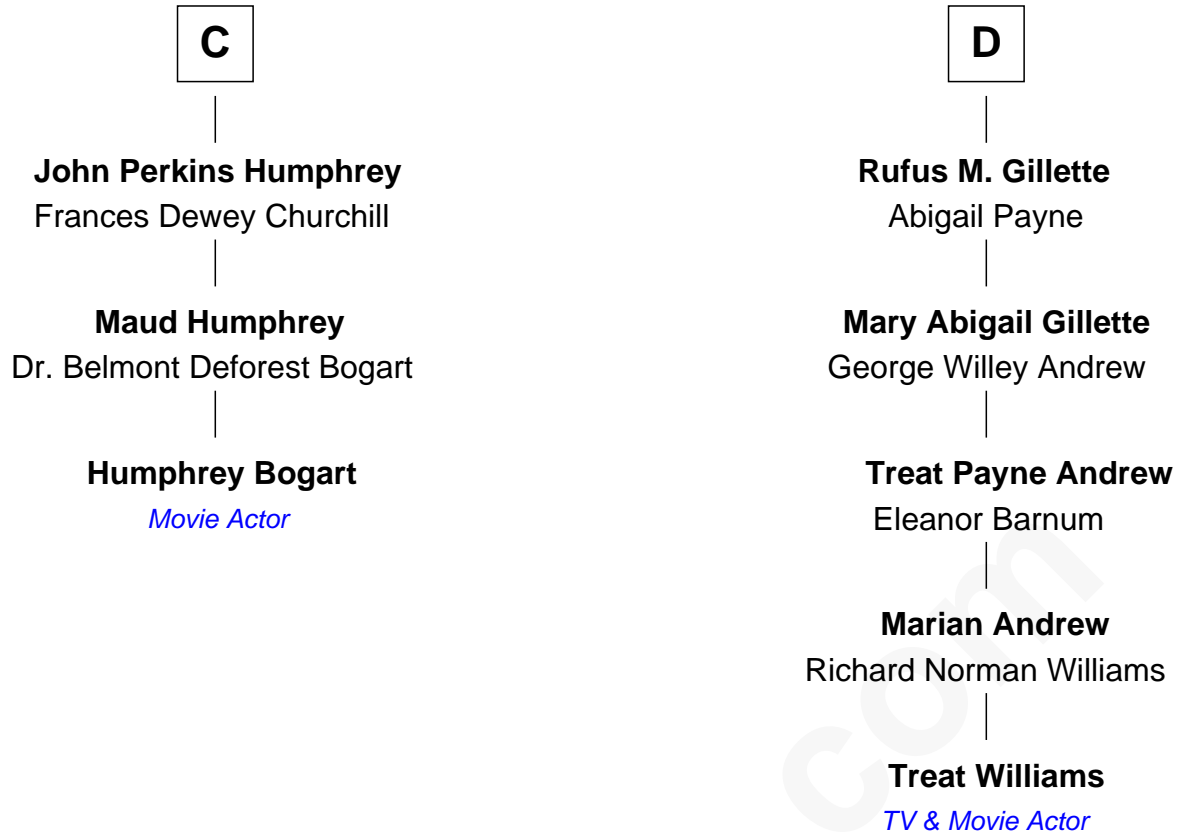 C
John Perkins Humphrey
Frances Dewey Churchill
Maud Humphrey
Dr. Belmont Deforest Bogart
Humphrey Bogart
Movie Actor
D
Rufus M. Gillette
Abigail Payne
Mary Abigail Gillette
George Willey Andrew
Treat Payne Andrew
Eleanor Barnum
Marian Andrew
Richard Norman Williams
Treat Williams
TV & Movie Actor
com